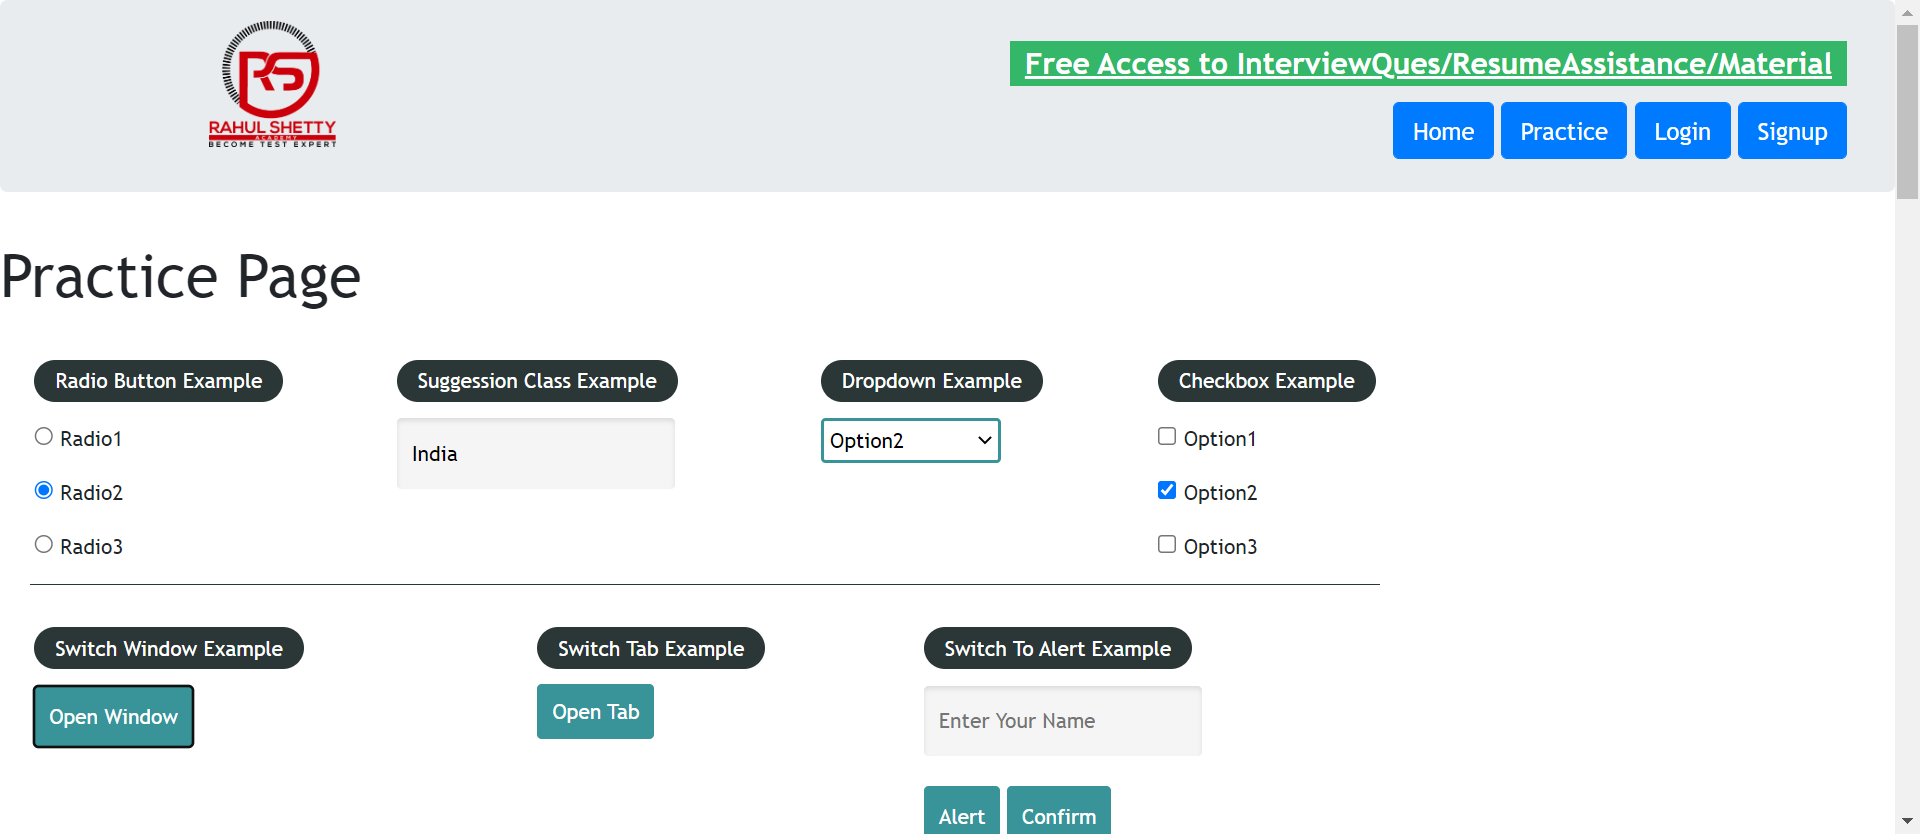 RS
RAHUL SHETTY
ACADEMY
BECOME TEST EXPERT
Free Access to InterviewQues/ResumeAssistance/Material
Home Practice Login Signup
Practice Page
Radio Button Example
Radio1
Radio2
Radio3
Suggession Class Example
India
Dropdown Example
Option2
Checkbox Example
Option1
Option2
Option3
Switch Window Example
Open Window
Switch Tab Example
Open Tab
Switch To Alert Example
Enter Your Name
Alert Confirm